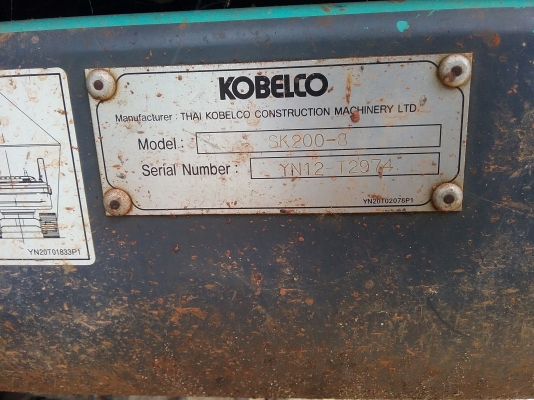 KOBELCO
Manufacturer : THAI KOBELCO CONSTRUCTION MACHINERY LTD.
Model : SK200-8
Serial Number : YN12 T2974
YN20T02076P1
YN20T01833P1